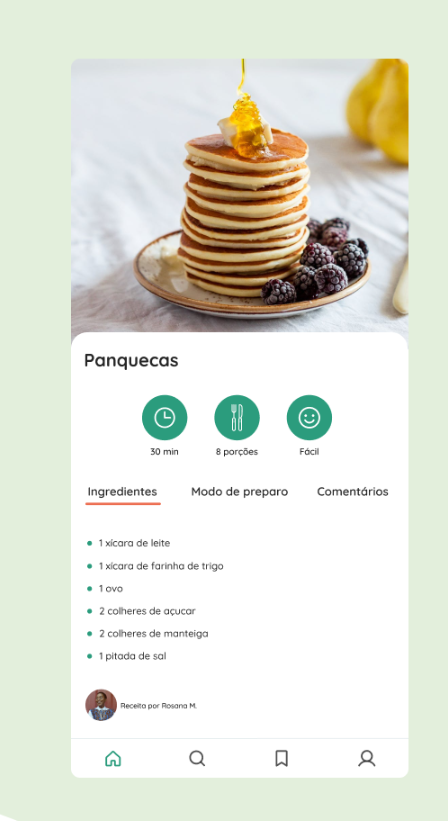 Panquecas
30 min
8 porções
Fácil
Ingredientes
Modo de preparo
Comentários
1 xícara de leite
1 xícara de farinha de trigo
1 ovo
2 colheres de açucar
2 colheres de manteiga
1 pitada de sal
Receita por Rosana M.